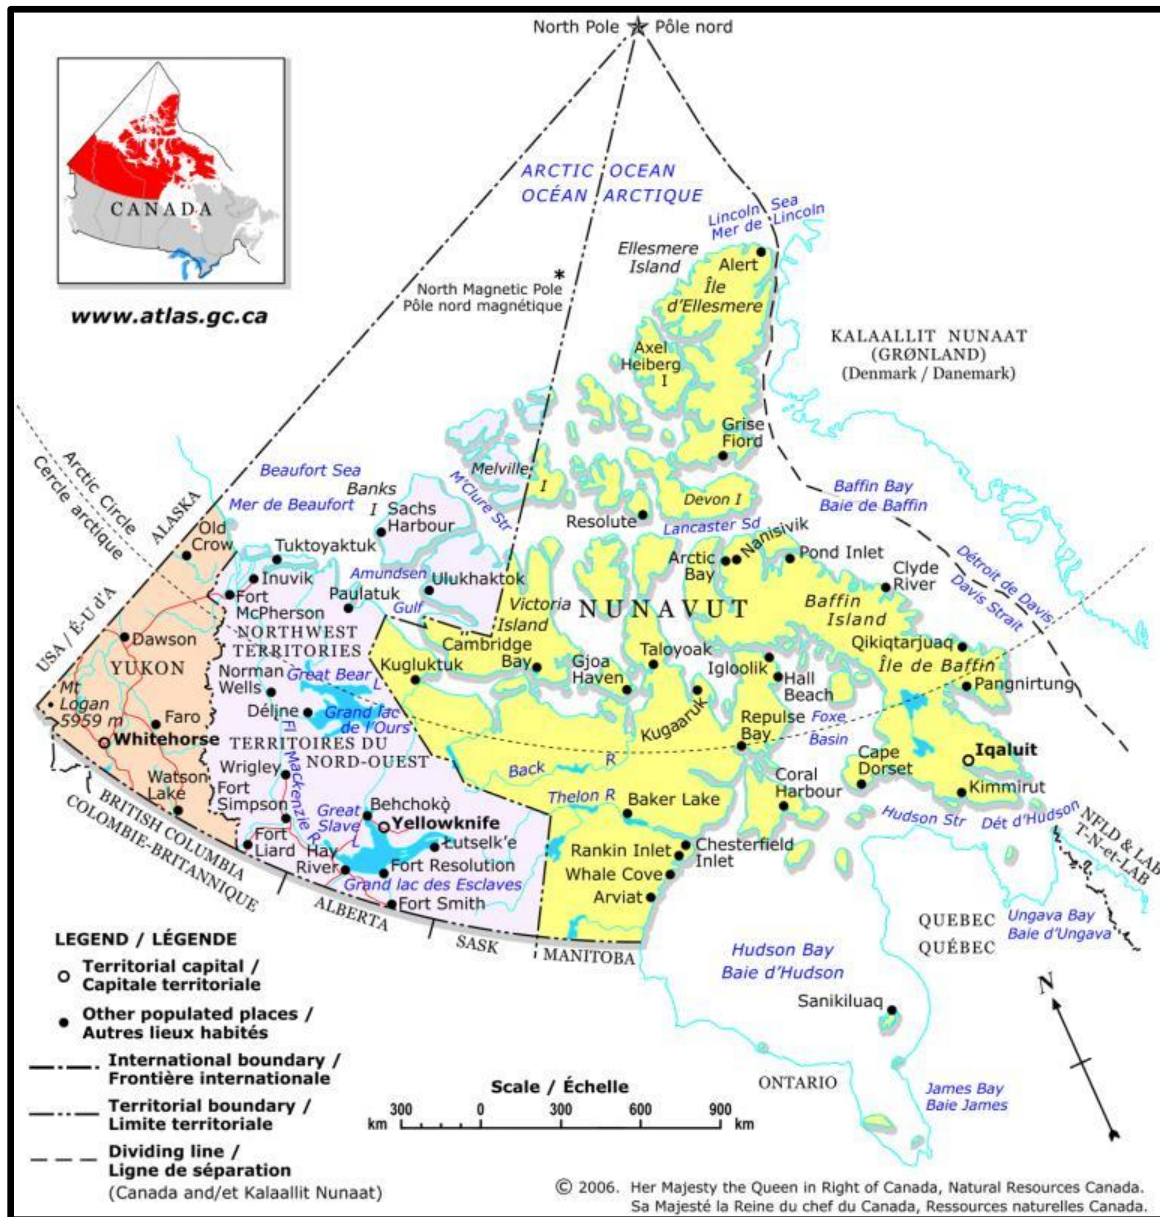 North Pole Pôle nord
CANADA
www.atlas.gc.ca
ARCTIC OCEAN
OCÉAN ARCTIQUE
Lincoln Sea
Mer de Lincoln
Ellesmere
Island
Alert
Île
d'Ellesmere
North Magnetic Pole
Pôle nord magnétique
*
Axel
Heiberg
I
KALAALLIT NUNAAT
(GRØNLAND)
(Denmark / Danemark)
Grise
Fiord
Arctic Circle
Cercle arctique
Beaufort Sea
Mer de Beaufort
Banks
I
Sachs
Harbour
Melville
I
M'Clure Str
Devon I
Resolute
Lancaster Sd
Baffin Bay
Baie de Baffin
ALASKA
USA / É-U d'A
Old
Crow
Tuktoyaktuk
Inuvik
Fort
McPherson
Paulatuk
Amundsen
Gulf
Ulukhaktok
Victoria
Island
NUNAVUT
Arctic
Bay
Nanisivik
Pond Inlet
Clyde
River
Baffin
Island
Détroit de Davis
Davis Strait
Dawson
YUKON
Mt
Logan
5959 m
Faro
Whitehorse
Watson
Lake
NORTHWEST
TERRITORIES
Norman
Wells
Great Bear
L
Déline
Grand lac
de l'Ours
TERRITOIRES DU
NORD-OUEST
Kugluktuk
Cambridge
Bay
Gjoa
Haven
Taloyoak
Kugaaruk
Igloolik
Hall
Beach
Qikiqtarjuaq
Île de Baffin
Pangnirtung
Repulse
Bay
Foxe
Basin
Wrigley
Fl Mackenzie R
Fort
Simpson
Fort
Liard
Hay
River
Great
Slave
L
Behchokò
Yellowknife
Łutselk'e
Fort Resolution
Grand lac des Esclaves
Fort Smith
Back R
Thelon R
Baker Lake
Coral
Harbour
Cape
Dorset
Iqaluit
Kimmirut
Rankin Inlet
Chesterfield
Inlet
Whale Cove
Arviat
Hudson Str Dét d'Hudson
NFLD & LAB
T-N-et-LAB
BRITISH COLUMBIA
COLOMBIE-BRITANNIQUE
ALBERTA
SASK
MANITOBA
QUEBEC
QUÉBEC
Ungava Bay
Baie d'Ungava
Hudson Bay
Baie d'Hudson
Sanikiluaq
N
ONTARIO
James Bay
Baie James
LEGEND / LÉGENDE
Territorial capital /
Capitale territoriale
Other populated places /
Autres lieux habités
International boundary /
Frontière internationale
Territorial boundary /
Limite territoriale
Dividing line /
Ligne de séparation
(Canada and/et Kalaallit Nunaat)
Scale / Échelle
300 0 300 600 900
km km
© 2006. Her Majesty the Queen in Right of Canada, Natural Resources Canada.
Sa Majesté la Reine du chef du Canada, Ressources naturelles Canada.